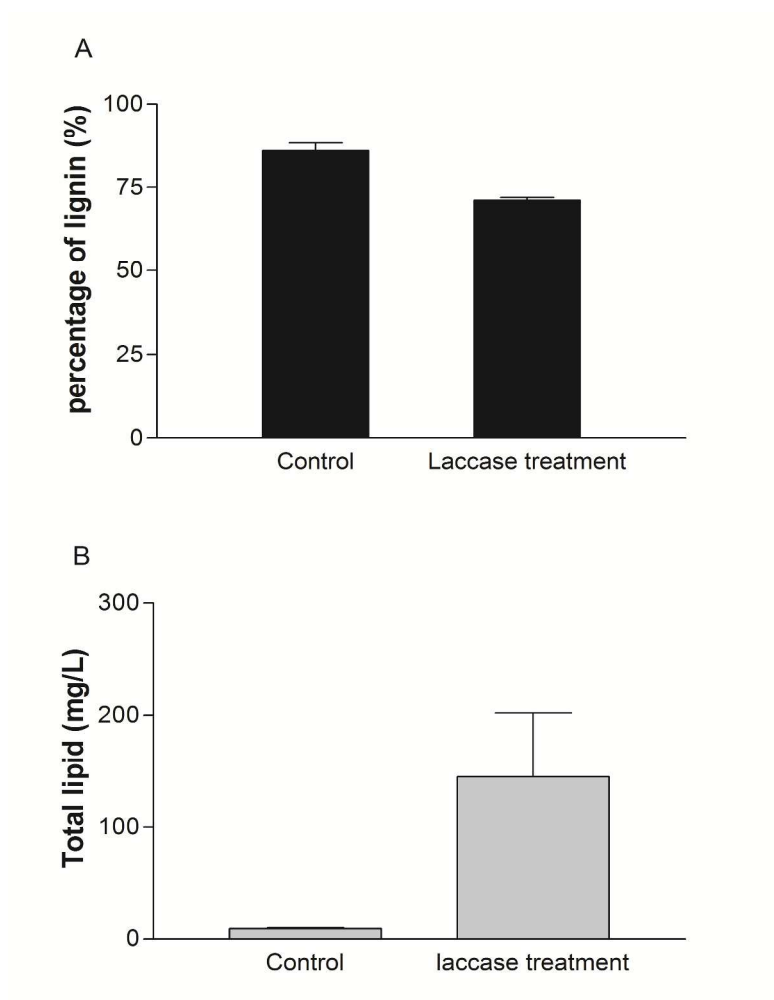 A
percentage of lignin (%)
100
75
50
25
0
Control
Laccase treatment
B
Total lipid (mg/L)
300
200
100
0
Control
laccase treatment